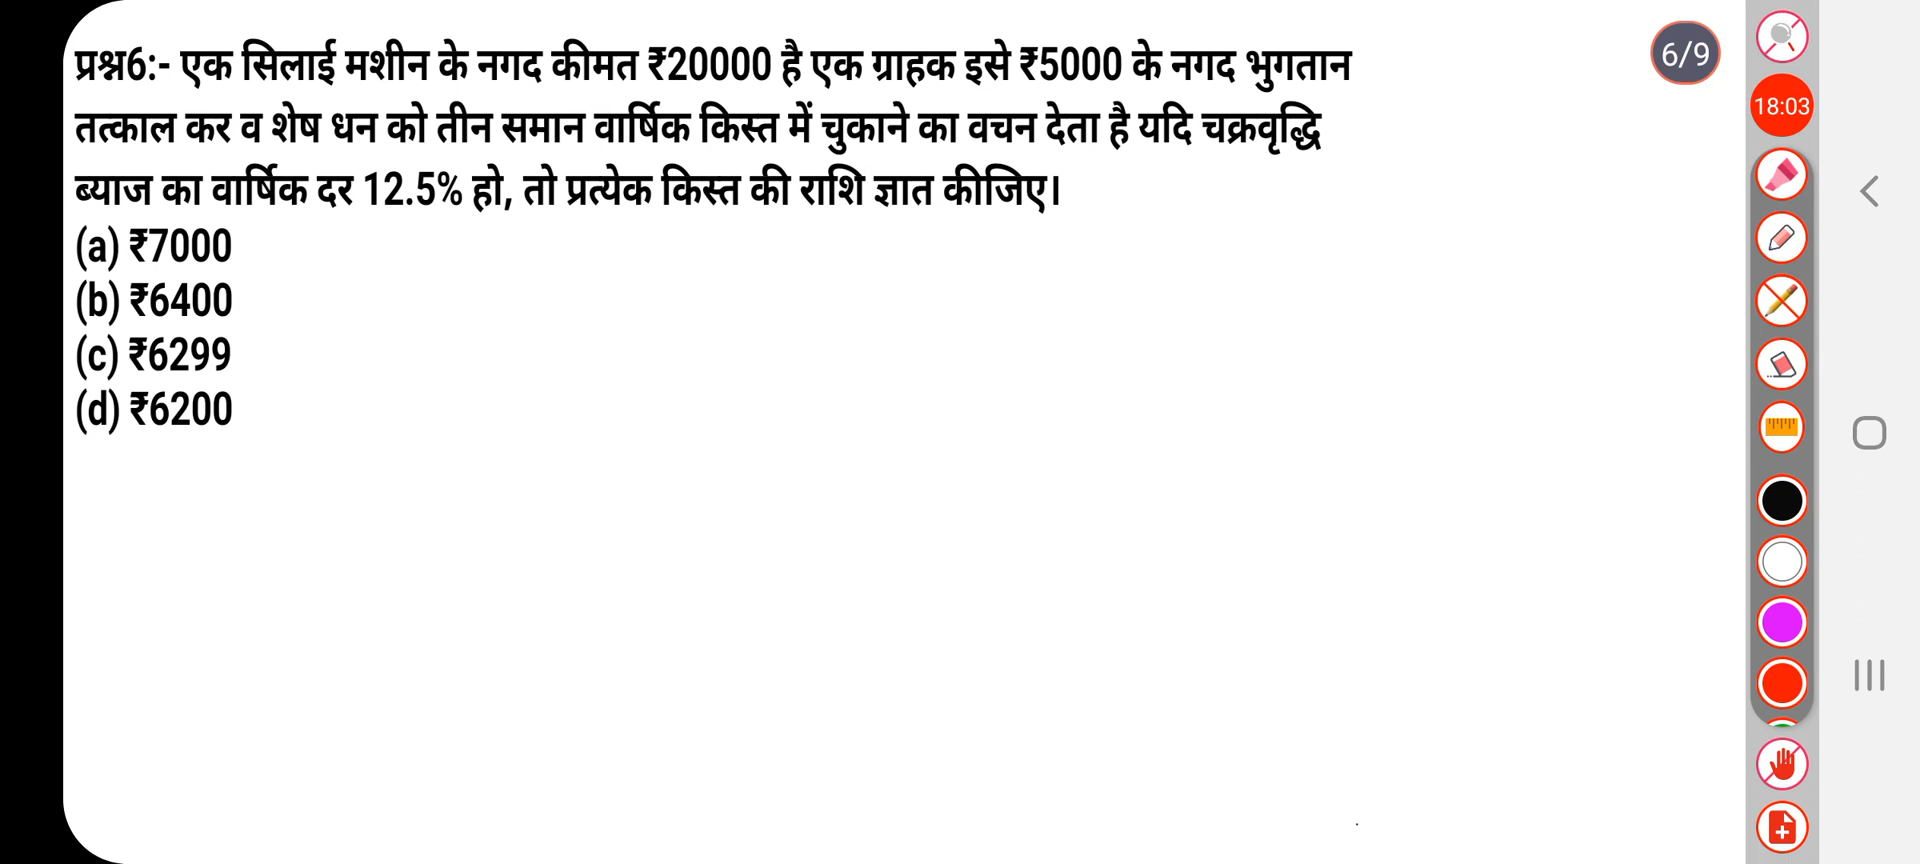 प्रश्न6:- एक सिलाई मशीन के नगद कीमत ₹20000 है एक ग्राहक इसे ₹5000 के नगद भुगतान
तत्काल कर व शेष धन को तीन समान वार्षिक किस्त में चुकाने का वचन देता है यदि चक्रवृद्धि
ब्याज का वार्षिक दर 12.5% हो, तो प्रत्येक किस्त की राशि ज्ञात कीजिए।
(a) ₹7000
(b) ₹6400
(c) ₹6299
(d) ₹6200
6/9
18:03